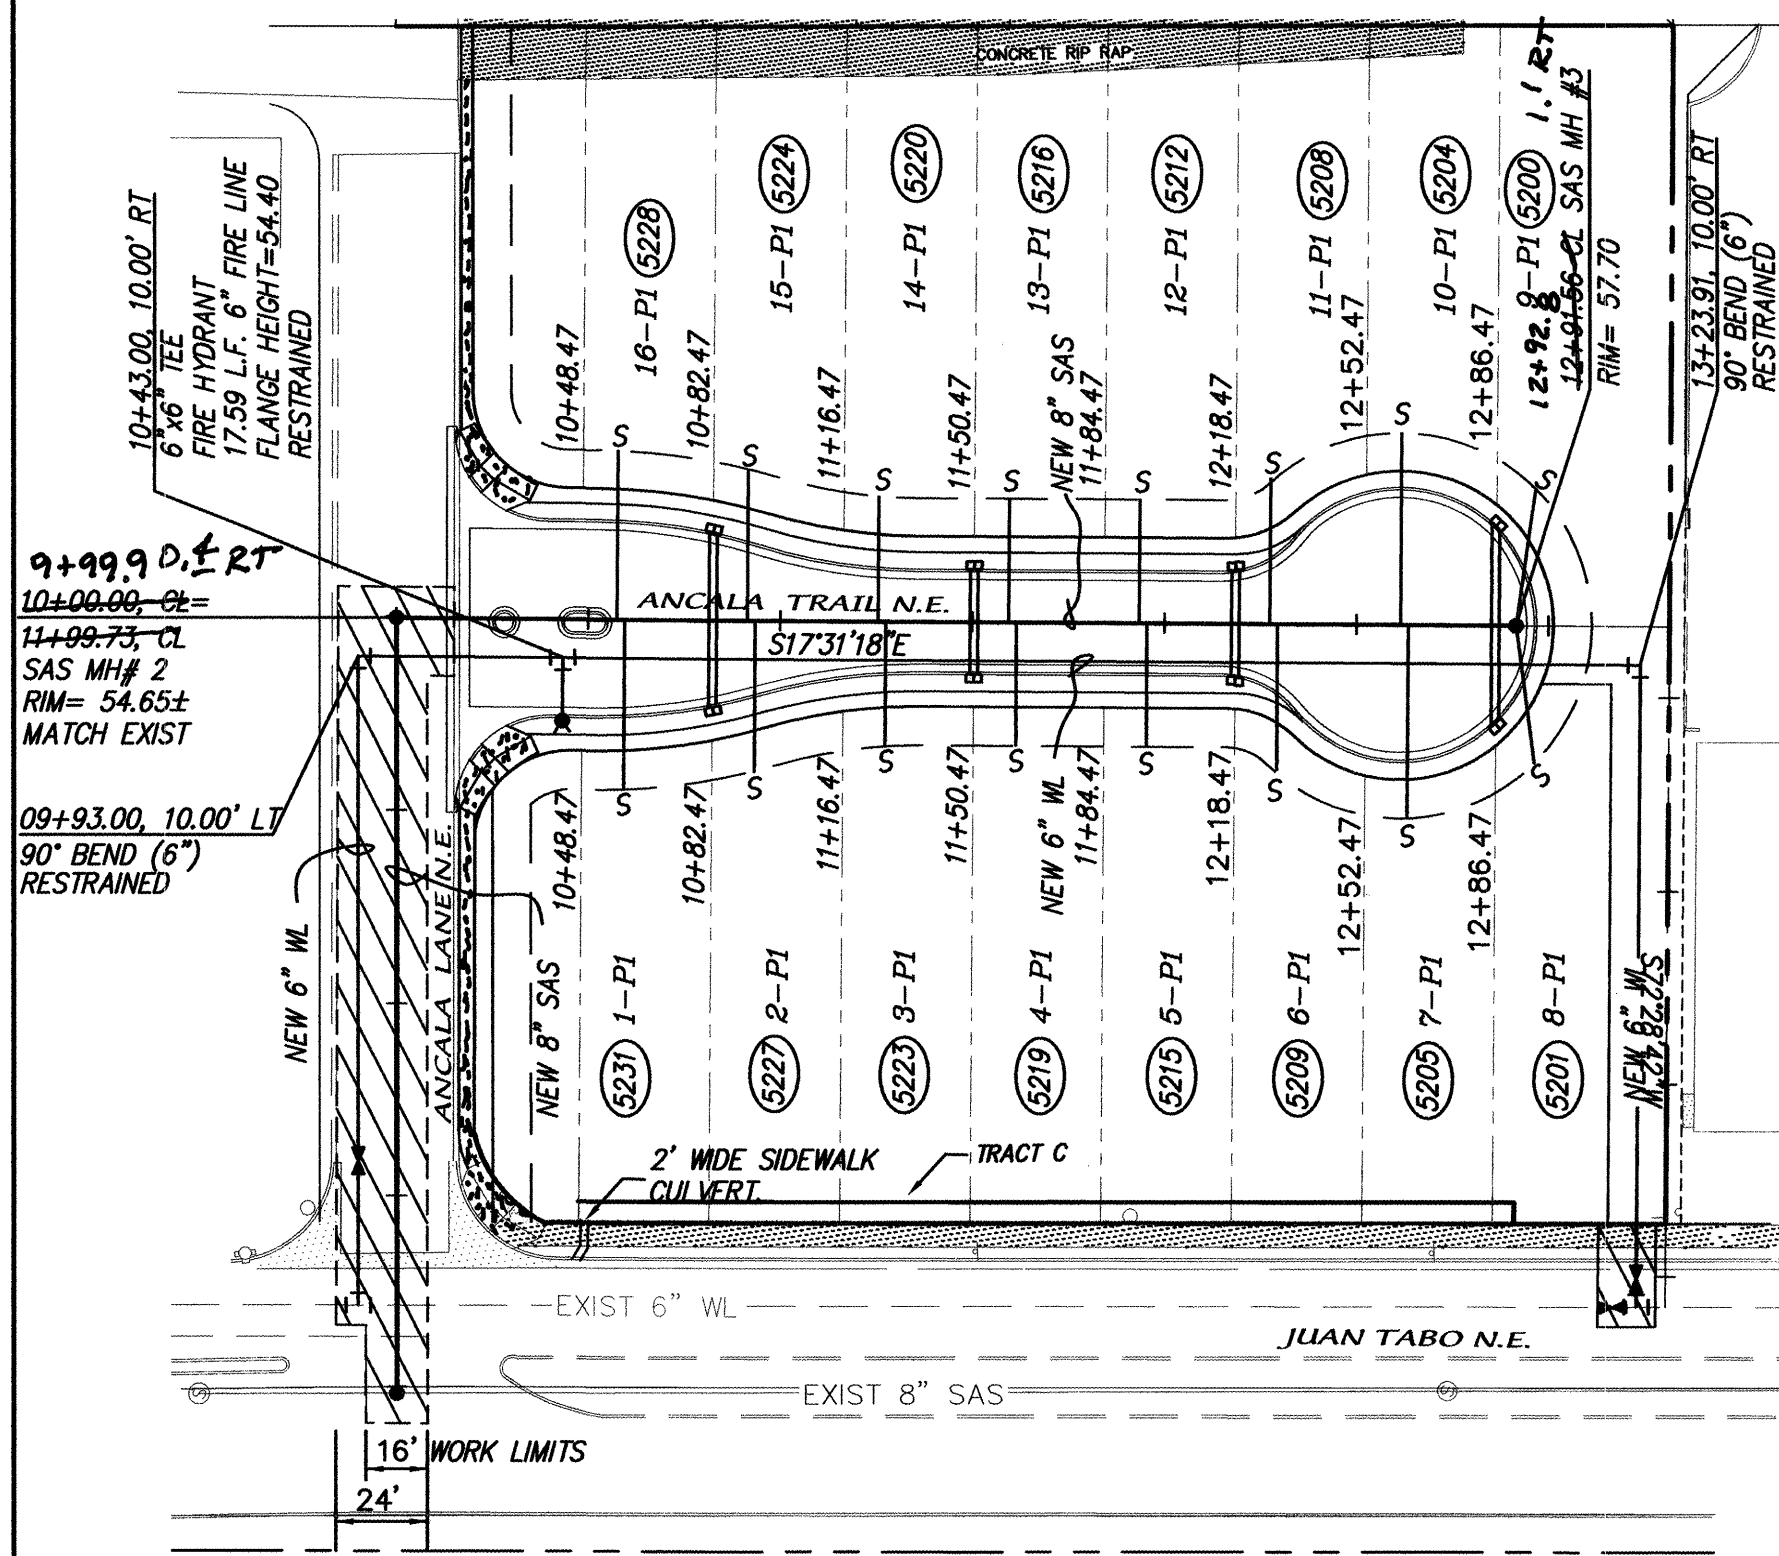 CONCRETE RIP RAP
10+43.00, 10.00' RT
6"x6" TEE
FIRE HYDRANT
17.59 L.F. 6" FIRE LINE
FLANGE HEIGHT=54.40
RESTRAINED
16-P1 5228
15-P1 5224
14-P1 5220
13-P1 5216
12-P1 5212
11-P1 5208
10-P1 5204
9-P1 5200
12+92.8 1.1 RT
12+91.56 CL SAS MH #3
RIM= 57.70
13+23.91, 10.00' RT
90° BEND (6")
RESTRAINED
10+48.47
10+82.47
11+16.47
11+50.47
NEW 8" SAS
11+84.47
12+18.47
12+52.47
12+86.47
S
S
S
S
S
S
S
S
9+99.9 0.4 RT
10+00.00, CL=
11+99.73, CL
SAS MH# 2
RIM= 54.65±
MATCH EXIST
ANCALA TRAIL N.E.
S17°31'18"E
09+93.00, 10.00' LT
90° BEND (6")
RESTRAINED
S
S
S
S
S
S
S
S
10+48.47
10+82.47
11+16.47
11+50.47
NEW 6" WL
11+84.47
12+18.47
12+52.47
12+86.47
NEW 6" WL
ANCALA LANE N.E.
NEW 8" SAS
5231 1-P1
5227 2-P1
5223 3-P1
5219 4-P1
5215 5-P1
5209 6-P1
5205 7-P1
5201 8-P1
NEW 6" WL
S72°28'42"W
2' WIDE SIDEWALK
CULVERT
TRACT C
EXIST 6" WL
JUAN TABO N.E.
S
EXIST 8" SAS
S
16' WORK LIMITS
24'